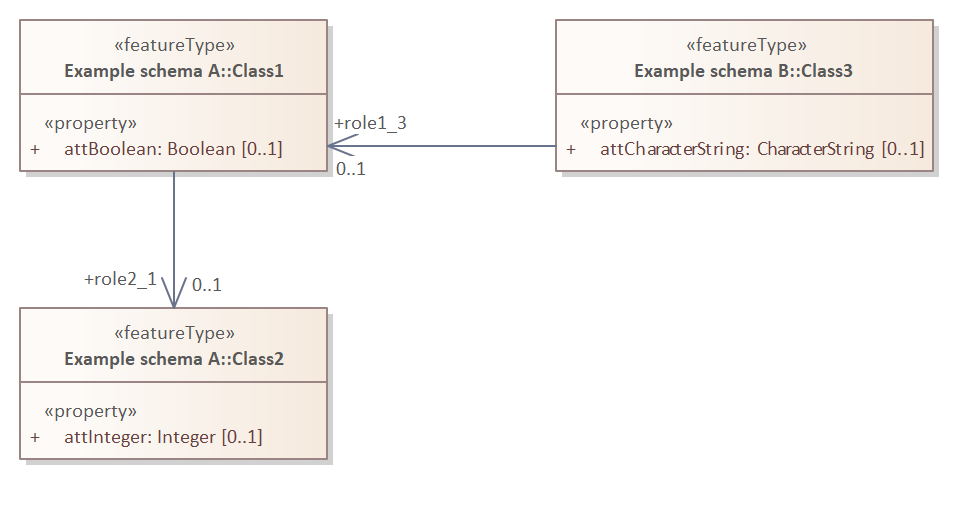 «featureType»
Example schema A::Class1
«property»
+ attBoolean: Boolean [0..1]
«featureType»
Example schema B::Class3
«property»
+ attCharacterString: CharacterString [0..1]
+role1_3
0..1
+role2_1
0..1
«featureType»
Example schema A::Class2
«property»
+ attInteger: Integer [0..1]